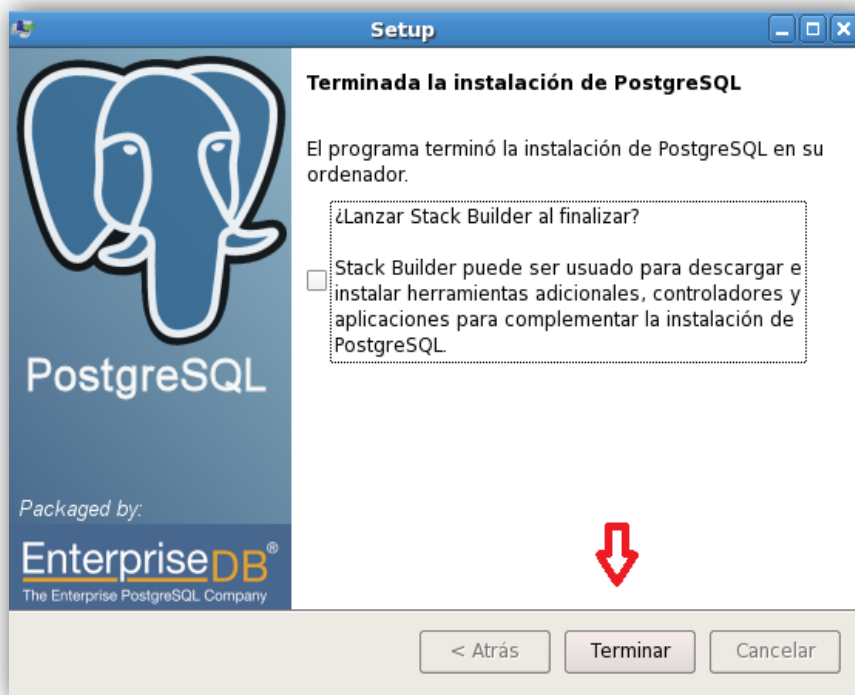 Setup
Terminada la instalación de PostgreSQL
El programa terminó la instalación de PostgreSQL en su
ordenador.
¿Lanzar Stack Builder al finalizar?
Stack Builder puede ser usado para descargar e
instalar herramientas adicionales, controladores y
aplicaciones para complementar la instalación de
PostgreSQL.
PostgreSQL
Packaged by:
EnterpriseDB®
The Enterprise PostgreSQL Company
< Atrás
Terminar
Cancelar